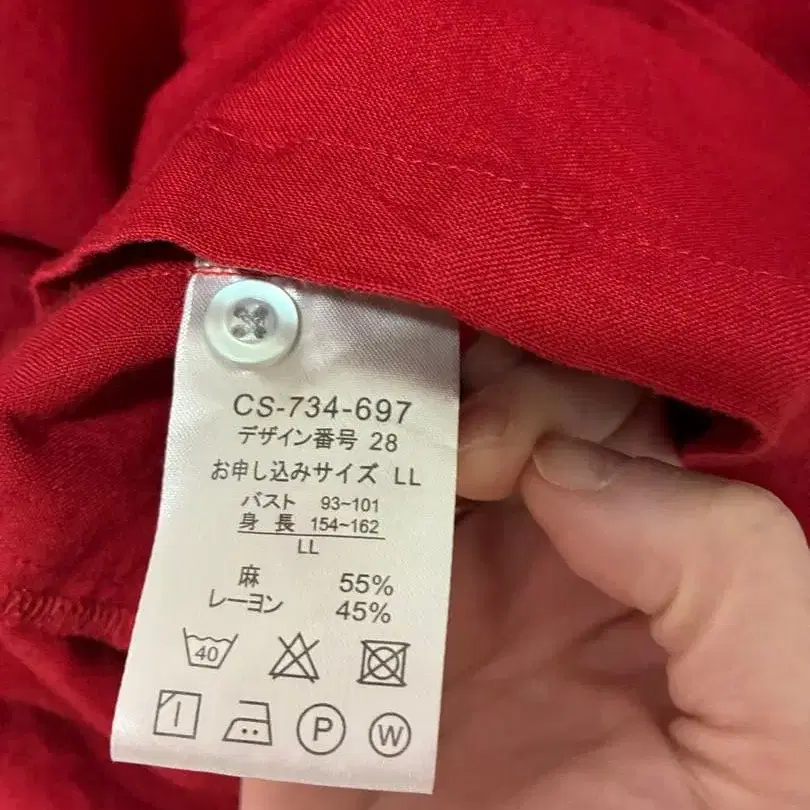 CS-734-697
デザイン番号 28
お申し込みサイズ LL
バスト 93~101
身 長 154~162
LL
麻 55%
レーヨン 45%
40
P W